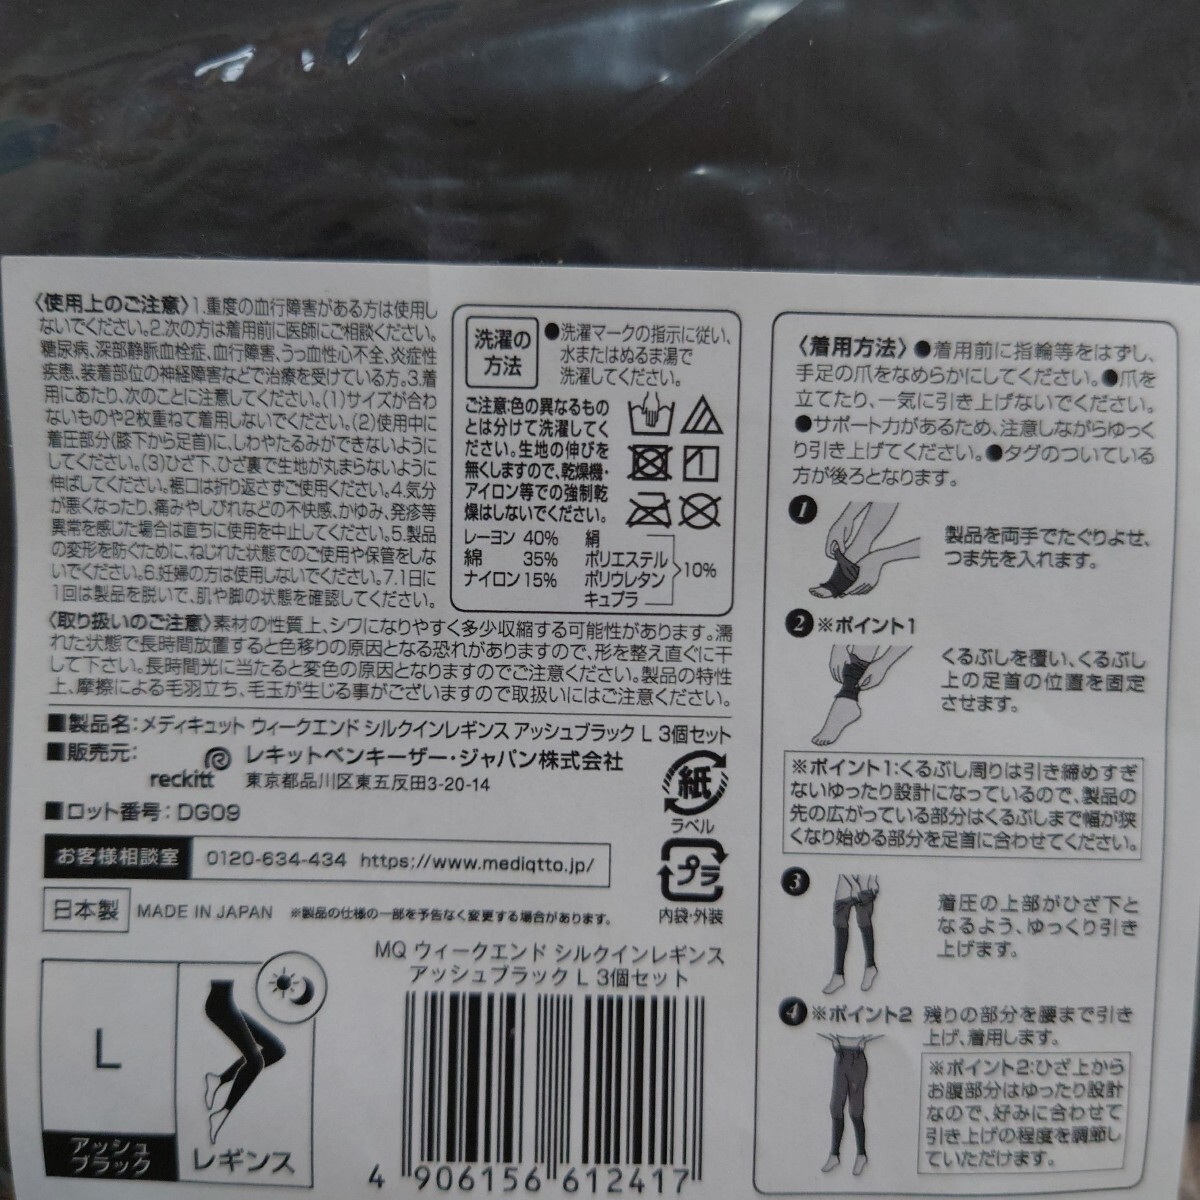 〈使用上のご注意〉1.重度の血行障害がある方は使用し
ないでください。2.次の方は着用前に医師にご相談ください。
糖尿病、深部静脈血栓症、血行障害、うっ血性心不全、炎症性
疾患、装着部位の神経障害などで治療を受けている方。3.着
用にあたり、次のことに注意してください。(1)サイズが合わ
ないものや2枚重ねて着用しないでください。(2)使用中に
着圧部分(膝下から足首)に、しわやたるみができないように
してください。(3)ひざ下、ひざ裏で生地が丸まらないように
伸ばしてください。裾口は折り返さずご使用ください。4.気分
が悪くなったり、痛みやしびれなどの不快感、かゆみ、発疹等
異常を感じた場合は直ちに使用を中止してください。5.製品
の変形を防ぐために、ねじれた状態でのご使用や保管をしな
いでください。6.妊婦の方は使用しないでください。7.1日に
1回は製品を脱いで、肌や脚の状態を確認してください。
洗濯の
方法
●洗濯マークの指示に従い、
水またはぬるま湯で
洗濯してください。
ご注意:色の異なるもの
とは分けて洗濯してく
ださい。生地の伸びを
無くしますので、乾燥機・
アイロン等での強制乾
燥はしないでください。
レーヨン 40%
綿 35%
ナイロン 15%
絹
ポリエステル
ポリウレタン
キュプラ
10%
〈取り扱いのご注意〉素材の性質上、シワになりやすく多少収縮する可能性があります。濡
れた状態で長時間放置すると色移りの原因となる恐れがありますので、形を整え直ぐに干
して下さい。長時間光に当たると変色の原因となりますのでご注意ください。製品の特性
上、摩擦による毛羽立ち、毛玉が生じる事がございますので取扱いにはご注意ください。
■製品名:メディキュット ウィークエンド シルクインレギンス アッシュブラック L 3個セット
■販売元:
reckitt
レキットベンキーザー・ジャパン株式会社
東京都品川区東五反田3-20-14
■ロット番号: DG09
お客様相談室 0120-634-434 https://www.mediqtto.jp/
日本製 MADE IN JAPAN ※製品の仕様の一部を予告なく変更する場合があります。
紙
ラベル
プラ
内袋・外装
L
アッシュ
ブラック
レギンス
MQ ウィークエンド シルクインレギンス
アッシュブラック L 3個セット
4 906156 612417
〈着用方法〉●着用前に指輪等をはずし、
手足の爪をなめらかにしてください。●爪を
立てたり、一気に引き上げないでください。
●サポート力があるため、注意しながらゆっく
り引き上げてください。●タグのついている
方が後ろとなります。
1
製品を両手でたぐりよせ、
つま先を入れます。
2 ※ポイント1
くるぶしを覆い、くるぶし
上の足首の位置を固定
させます。
※ポイント1:くるぶし周りは引き締めすぎ
ないゆったり設計になっているので、製品の
先の広がっている部分はくるぶしまで幅が狭
くなり始める部分を足首に合わせてください。
3
着圧の上部がひざ下と
なるよう、ゆっくり引き
上げます。
4 ※ポイント2 残りの部分を腰まで引き
上げ、着用します。
※ポイント2:ひざ上から
お腹部分はゆったり設計
なので、好みに合わせて
引き上げの程度を調節し
ていただけます。